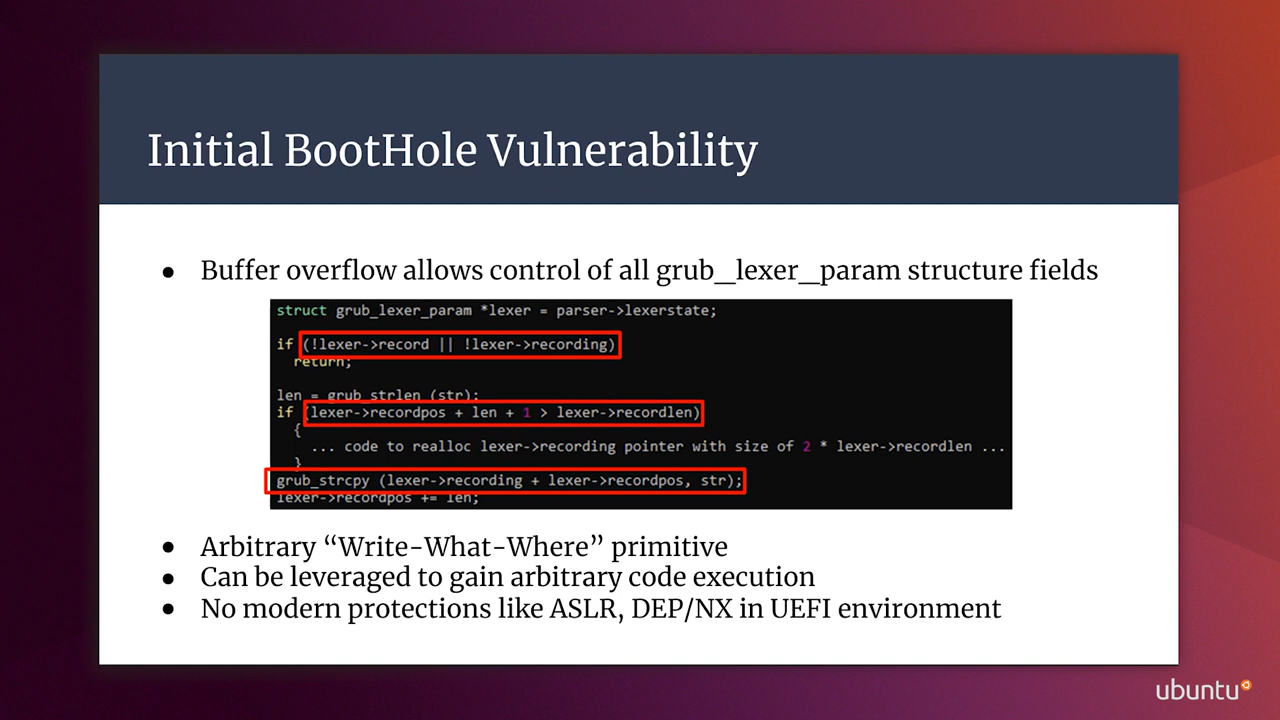 Initial BootHole Vulnerability
● Buffer overflow allows control of all grub_lexer_param structure fields
struct grub_lexer_param *lexer = parser->lexerstate;
if (!lexer->record || !lexer->recording)
return;
len = grub_strlen (str);
if (lexer->recordpos + len + 1 > lexer->recordlen)
{
... code to realloc lexer->recording pointer with size of 2 * lexer->recordlen ...
}
grub_strcpy (lexer->recording + lexer->recordpos, str);
lexer->recordpos += len;
● Arbitrary “Write-What-Where” primitive
● Can be leveraged to gain arbitrary code execution
● No modern protections like ASLR, DEP/NX in UEFI environment
ubuntu